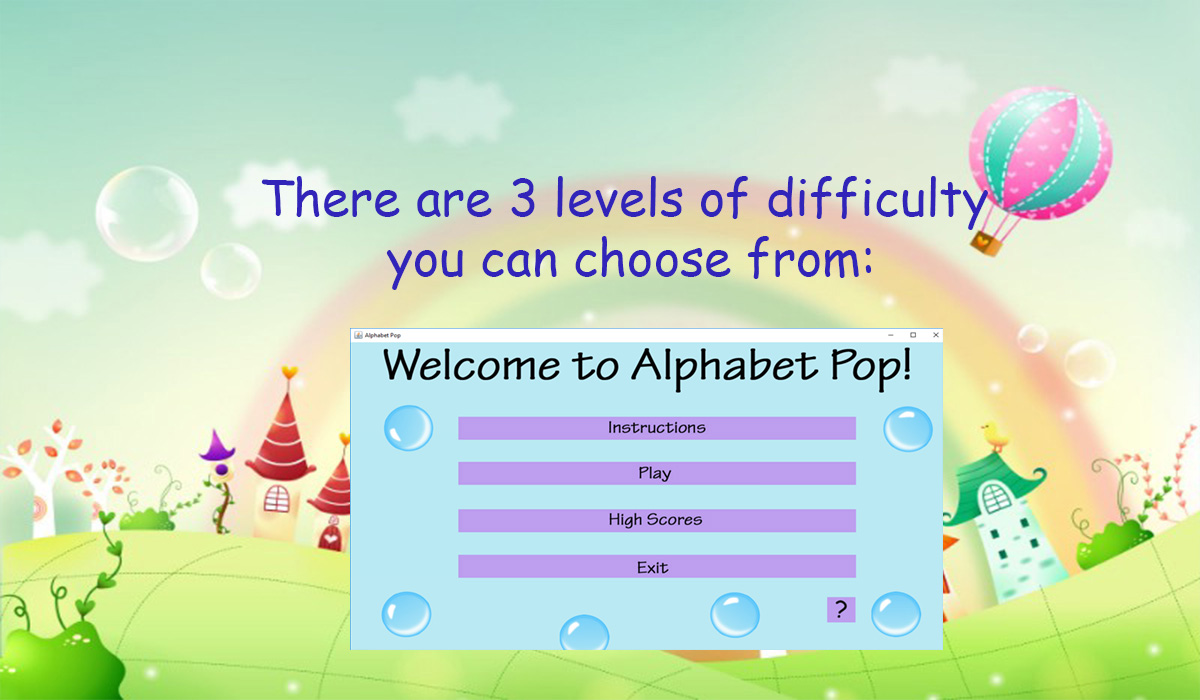 There are 3 levels of difficulty
you can choose from:
Alphabet Pop
Welcome to Alphabet Pop!
Instructions
Play
High Scores
Exit
?